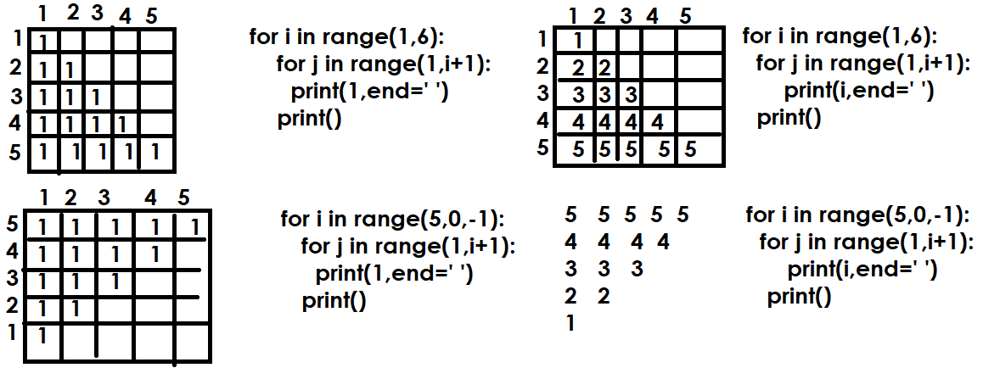 1 2 3 4 5
1 1
2 1 1
3 1 1 1
4 1 1 1 1
5 1 1 1 1 1
for i in range(1,6):
for j in range(1,i+1):
print(1,end=' ')
print()
1 2 3 4 5
1 1
2 2 2
3 3 3 3
4 4 4 4 4
5 5 5 5 5 5
for i in range(1,6):
for j in range(1,i+1):
print(i,end=' ')
print()
1 2 3 4 5
5 1 1 1 1 1
4 1 1 1 1
3 1 1 1
2 1 1
1 1
for i in range(5,0,-1):
for j in range(1,i+1):
print(1,end=' ')
print()
5 5 5 5 5
4 4 4 4
3 3 3
2 2
1
for i in range(5,0,-1):
for j in range(1,i+1):
print(i,end=' ')
print()